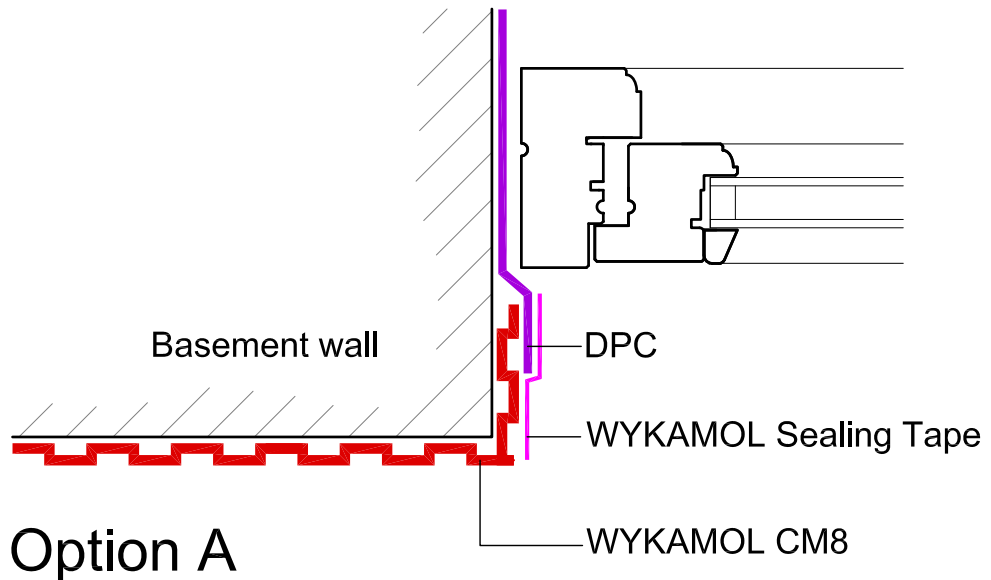 Basement wall
DPC
WYKAMOL Sealing Tape
WYKAMOL CM8
Option A